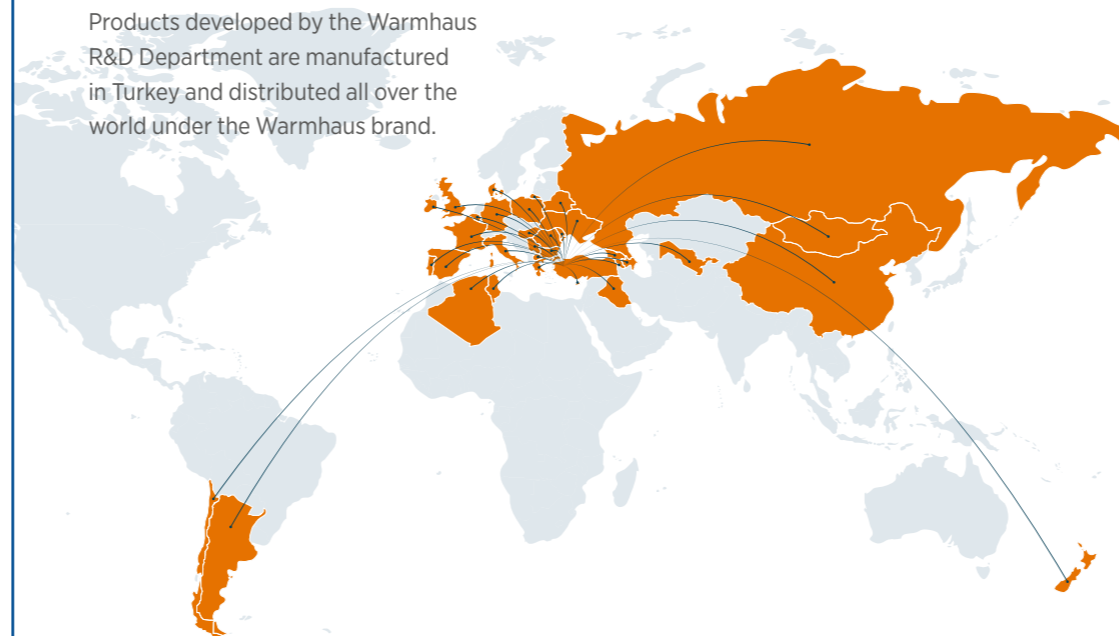 Products developed by the Warmhaus
R&D Department are manufactured
in Turkey and distributed all over the
world under the Warmhaus brand.